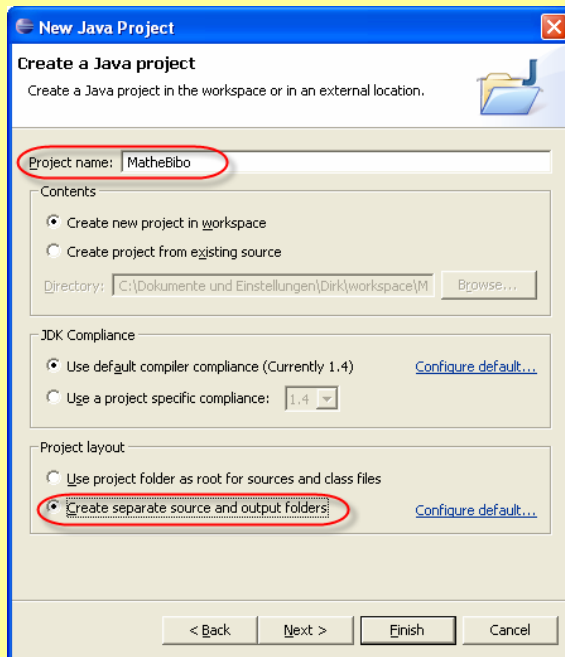 New Java Project
Create a Java project
Create a Java project in the workspace or in an external location.
Project name: MatheBibo
Contents
Create new project in workspace
Create project from existing source
Directory: C:\Dokumente und Einstellungen\Dirk\workspace\M Browse...
JDK Compliance
Use default compiler compliance (Currently 1.4) Configure default...
Use a project specific compliance: 1.4
Project layout
Use project folder as root for sources and class files
Create separate source and output folders Configure default...
< Back Next > Finish Cancel